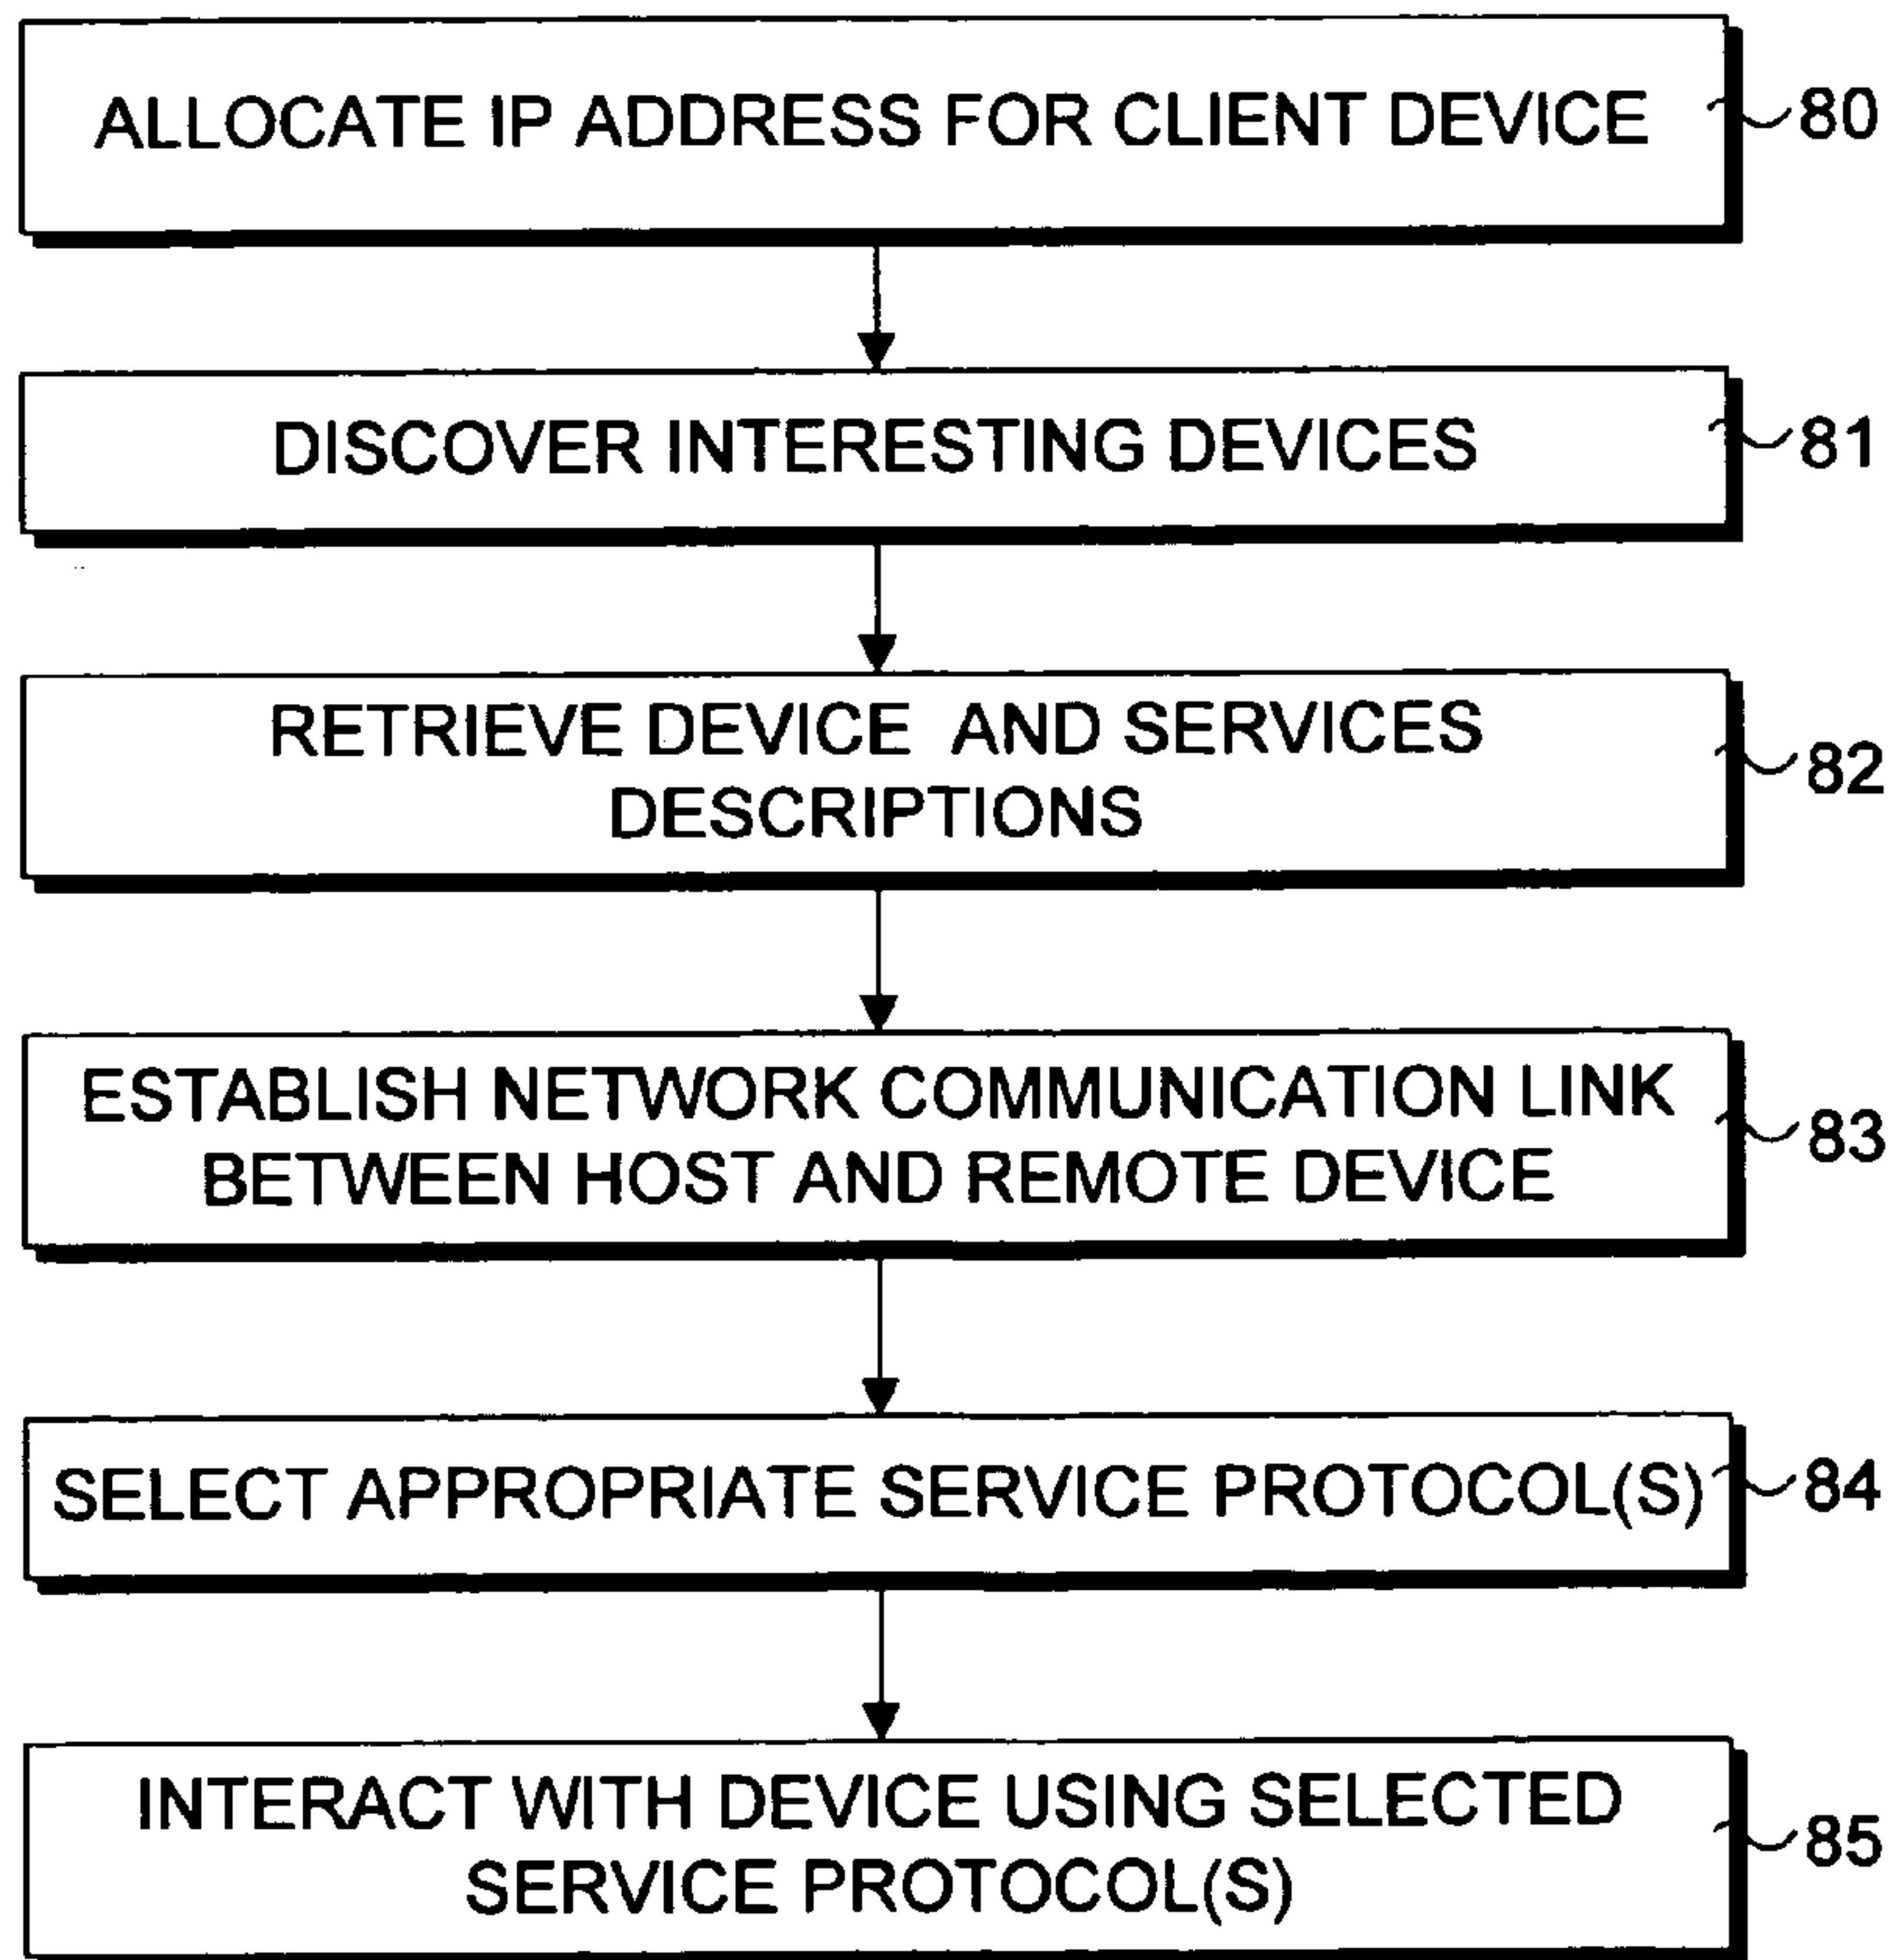 ALLOCATE IP ADDRESS FOR CLIENT DEVICE
80
DISCOVER INTERESTING DEVICES
81
RETRIEVE DEVICE AND SERVICES
DESCRIPTIONS
82
ESTABLISH NETWORK COMMUNICATION LINK
BETWEEN HOST AND REMOTE DEVICE
83
SELECT APPROPRIATE SERVICE PROTOCOL(S)
84
INTERACT WITH DEVICE USING SELECTED
SERVICE PROTOCOL(S)
85